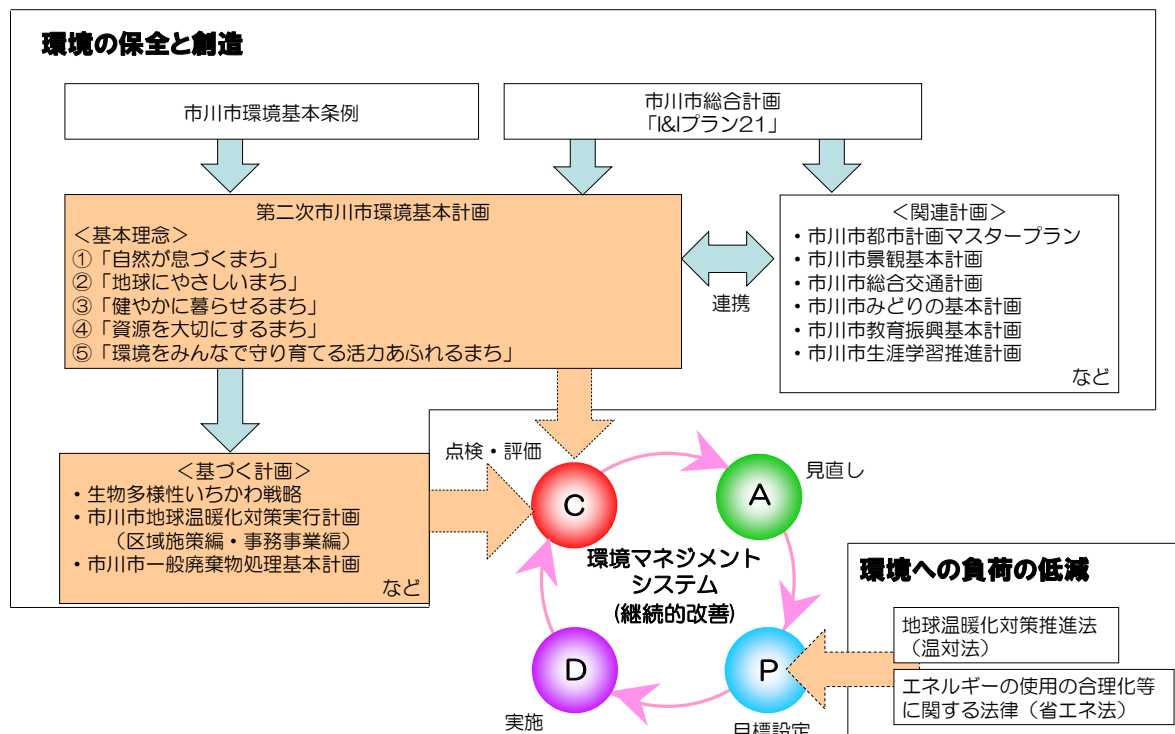 環境の保全と創造
市川市環境基本条例
市川市総合計画
「I&Iプラン21」
第二次市川市環境基本計画
＜基本理念＞
①「自然が息づくまち」
②「地球にやさしいまち」
③「健やかに暮らせるまち」
④「資源を大切にするまち」
⑤「環境をみんなで守り育てる活力あふれるまち」
連携
＜関連計画＞
・市川市都市計画マスタープラン
・市川市景観基本計画
・市川市総合交通計画
・市川市みどりの基本計画
・市川市教育振興基本計画
・市川市生涯学習推進計画
など
＜基づく計画＞
・生物多様性いちかわ戦略
・市川市地球温暖化対策実行計画
（区域施策編・事務事業編）
・市川市一般廃棄物処理基本計画
など
点検・評価
C
A
見直し
環境マネジメント
システム
(継続的改善)
D
実施
P
目標設定
環境への負荷の低減
地球温暖化対策推進法
（温対法）
エネルギーの使用の合理化等
に関する法律（省エネ法）